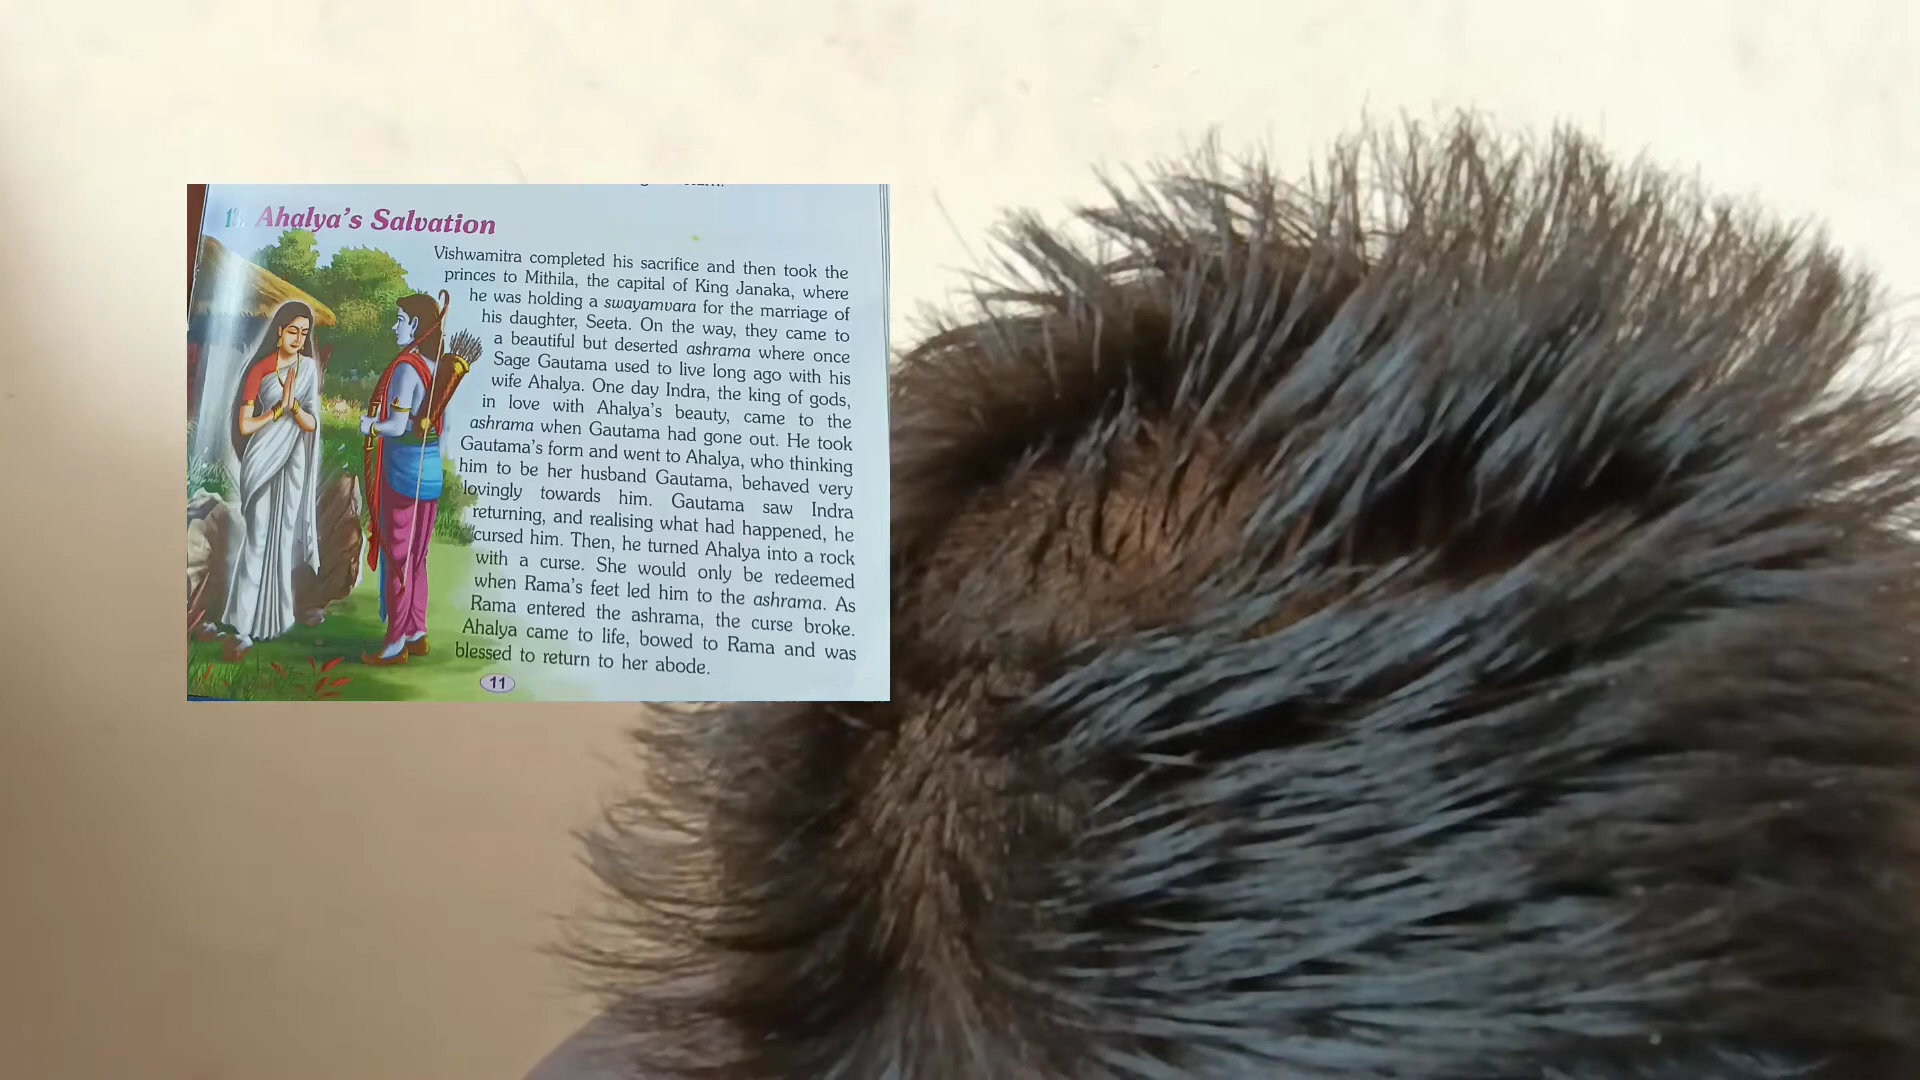 Ahalya's Salvation
Vishwamitra completed his sacrifice and then took the
princes to Mithila, the capital of King Janaka, where
he was holding a swayamvara for the marriage of
his daughter, Seeta. On the way, they came to
a beautiful but deserted ashrama where once
Sage Gautama used to live long ago with his
wife Ahalya. One day Indra, the king of gods,
in love with Ahalya's beauty, came to the
ashrama when Gautama had gone out. He took
Gautama's form and went to Ahalya, who thinking
him to be her husband Gautama, behaved very
lovingly towards him. Gautama saw Indra
returning, and realising what had happened, he
cursed him. Then, he turned Ahalya into a rock
with a curse. She would only be redeemed
when Rama's feet led him to the ashrama. As
Rama entered the ashrama, the curse broke.
Ahalya came to life, bowed to Rama and was
blessed to return to her abode.
11